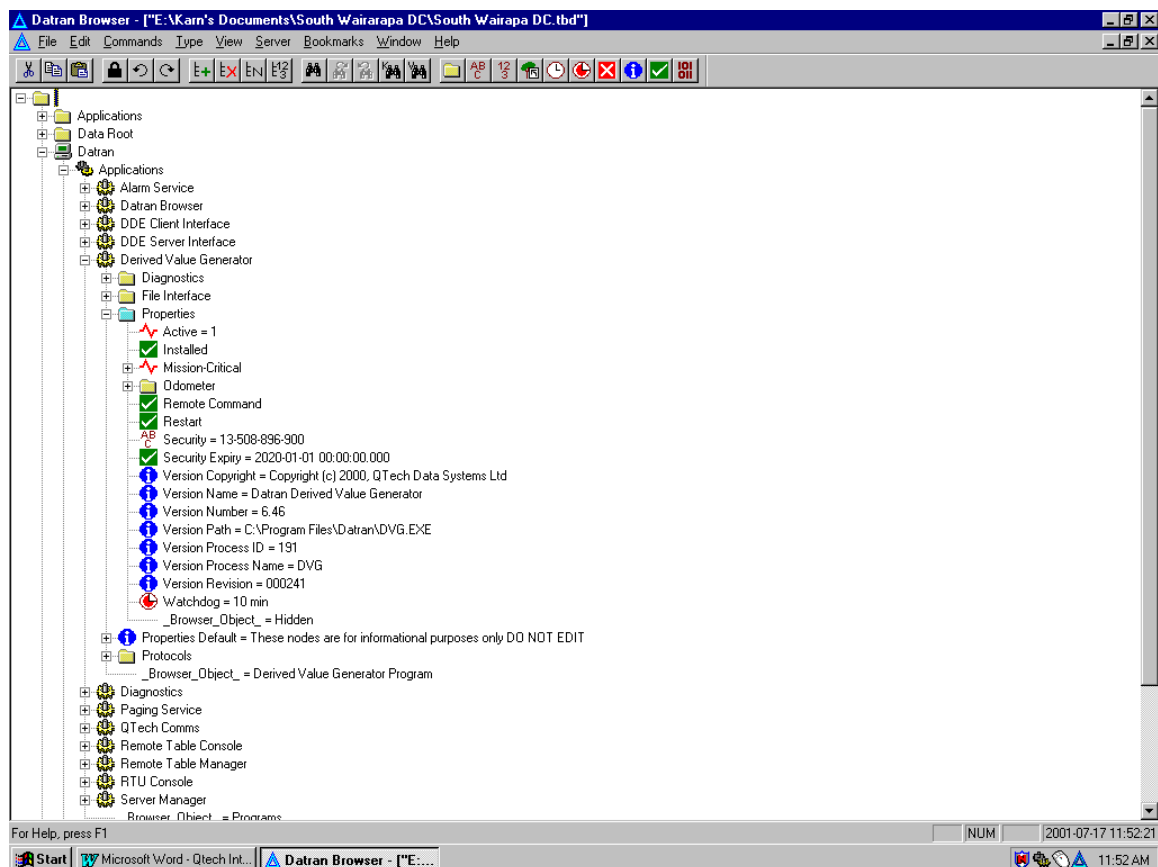 Datran Browser - ["E:\Karn's Documents\South Wairarapa DC\South Wairapa DC.tbd"]
File Edit Commands Type View Server Bookmarks Window Help
Applications
Data Root
Datran
Applications
Alarm Service
Datran Browser
DDE Client Interface
DDE Server Interface
Derived Value Generator
Diagnostics
File Interface
Properties
Active = 1
Installed
Mission-Critical
Odometer
Remote Command
Restart
Security = 13-508-896-900
Security Expiry = 2020-01-01 00:00:00.000
Version Copyright = Copyright (c) 2000, QTech Data Systems Ltd
Version Name = Datran Derived Value Generator
Version Number = 6.46
Version Path = C:\Program Files\Datran\DVG.EXE
Version Process ID = 191
Version Process Name = DVG
Version Revision = 000241
Watchdog = 10 min
_Browser_Object_ = Hidden
Properties Default = These nodes are for informational purposes only DO NOT EDIT
Protocols
_Browser_Object_ = Derived Value Generator Program
Diagnostics
Paging Service
QTech Comms
Remote Table Console
Remote Table Manager
RTU Console
Server Manager
_Browser_Object_ = Programs
For Help, press F1 NUM 2001-07-17 11:52:21
Start Microsoft Word - Qtech Int... Datran Browser - ["E:... 11:52 AM